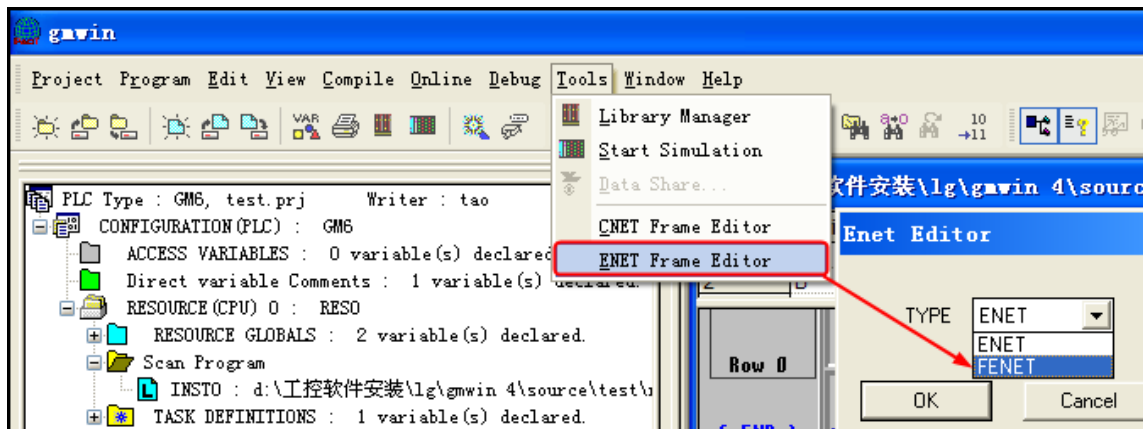 gmwin
Project Program Edit View Compile Online Debug Tools Window Help
VAR
10
11
Library Manager
Start Simulation
Data Share...
CNET Frame Editor
ENET Frame Editor
PLC Type : GM6, test.prj Writer : tao
CONFIGURATION(PLC) : GM6
ACCESS VARIABLES : 0 variable(s) declared
Direct variable Comments : 1 variable(s) declared.
RESOURCE(CPU) 0 : RES0
RESOURCE GLOBALS : 2 variable(s) declared.
Scan Program
INST0 : d:\工控软件安装\lg\gmwin 4\source\test\
TASK DEFINITIONS : 1 variable(s) declared.
件安装\lg\gmwin 4\sourc
Enet Editor
TYPE ENET
ENET
FENET
OK Cancel
Row 0